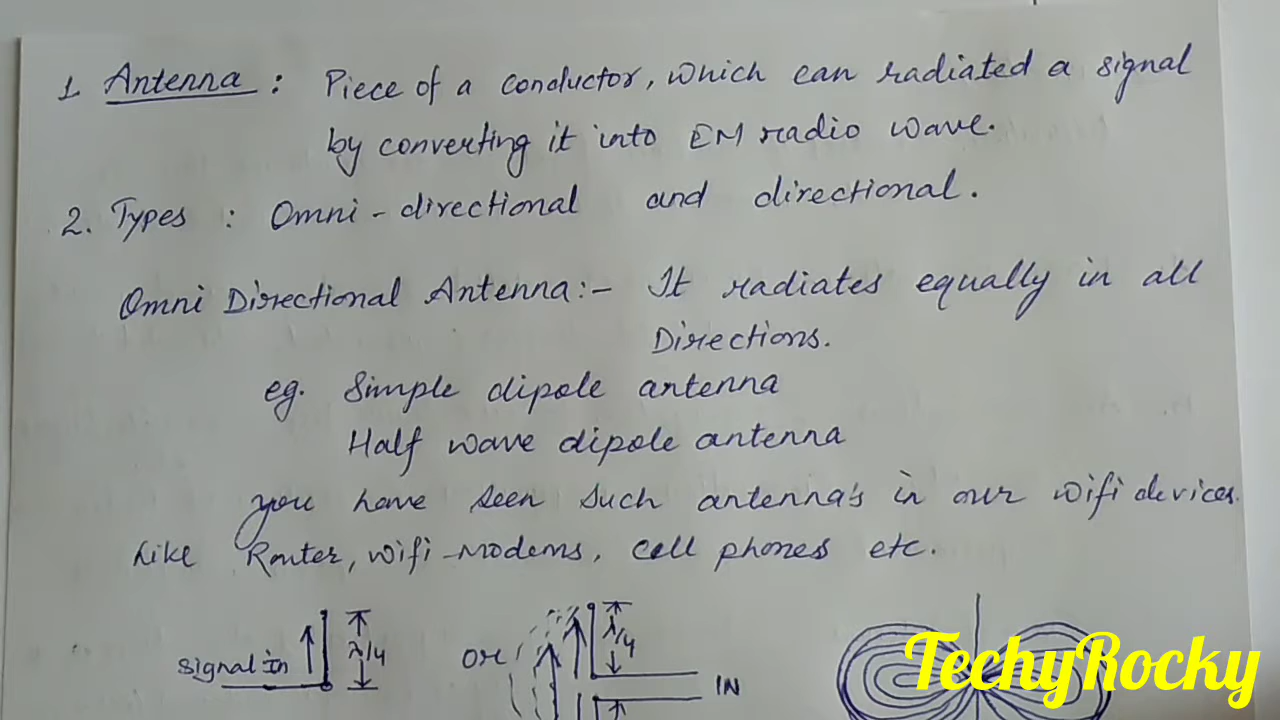 1. Antenna : Piece of a conductor, which can radiated a signal
by converting it into EM radio wave.
2. Types : Omni-directional and directional.
Omni Directional Antenna:- It radiates equally in all
Directions.
eg. Simple dipole antenna
Half wave dipole antenna
you have seen such antenna's in our wifi devices.
Like Router, wifi-modems, cell phones etc.
λ/4
λ/4
signal in
or
IN
TechyRocky